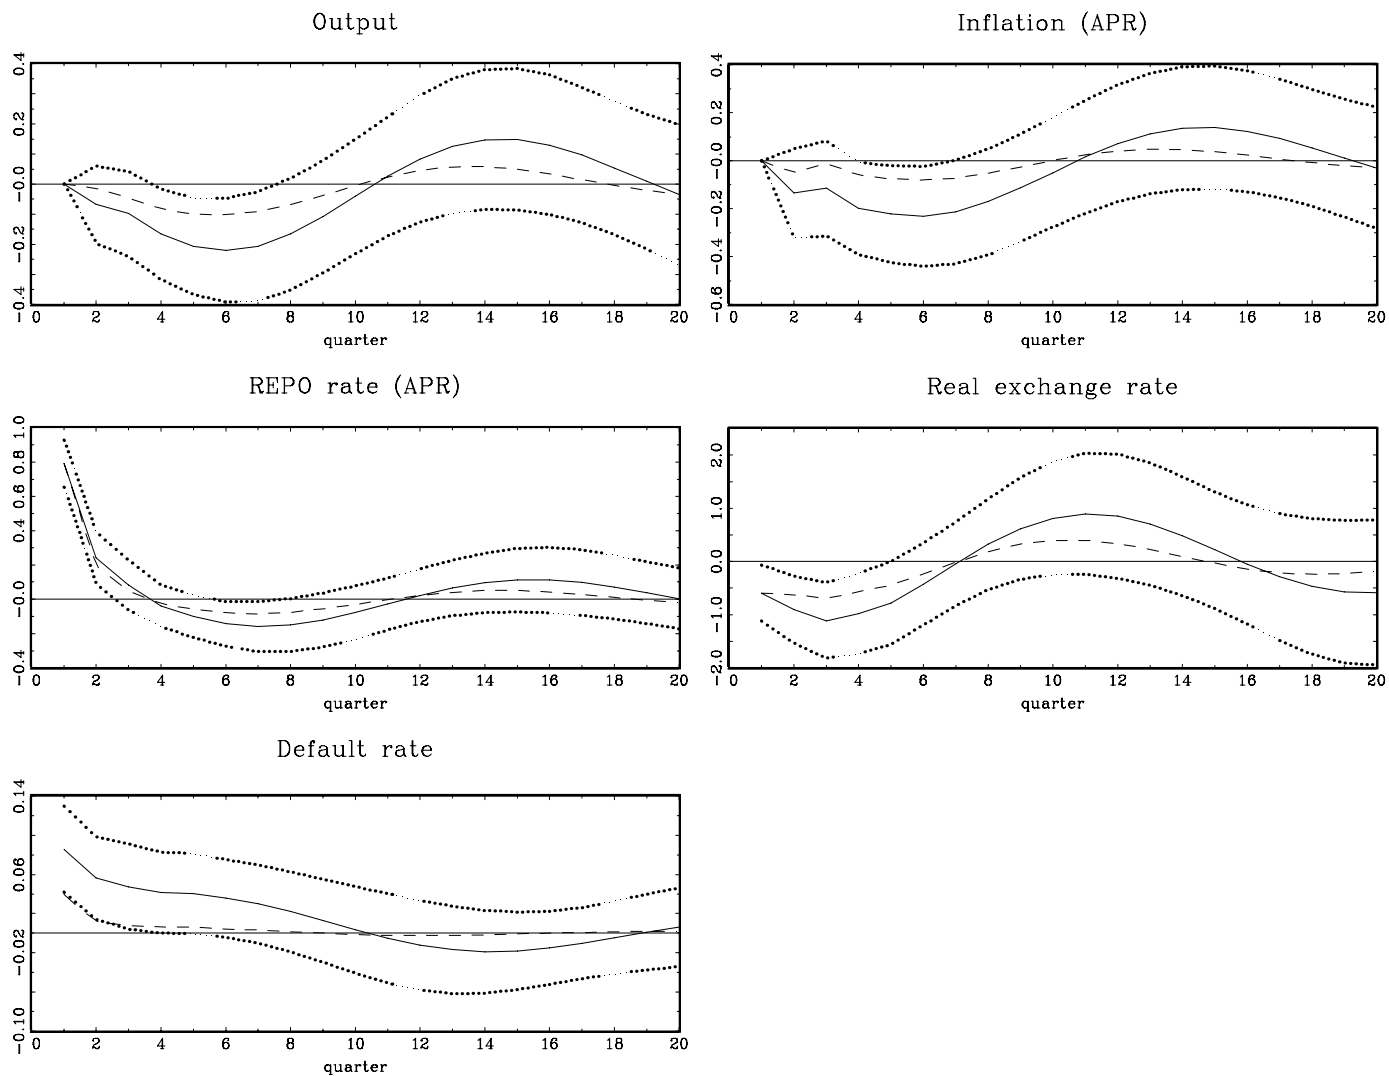 Output
0.4
0.2
-0.0
-0.2
-0.4
0 2 4 6 8 10 12 14 16 18 20
quarter
Inflation (APR)
0.4
0.2
-0.0
-0.2
-0.4
-0.6
0 2 4 6 8 10 12 14 16 18 20
quarter
REPO rate (APR)
1.0
0.8
0.6
0.4
-0.0
-0.4
0 2 4 6 8 10 12 14 16 18 20
quarter
Real exchange rate
2.0
1.0
0.0
-1.0
-2.0
0 2 4 6 8 10 12 14 16 18 20
quarter
Default rate
0.14
0.06
-0.02
-0.10
0 2 4 6 8 10 12 14 16 18 20
quarter